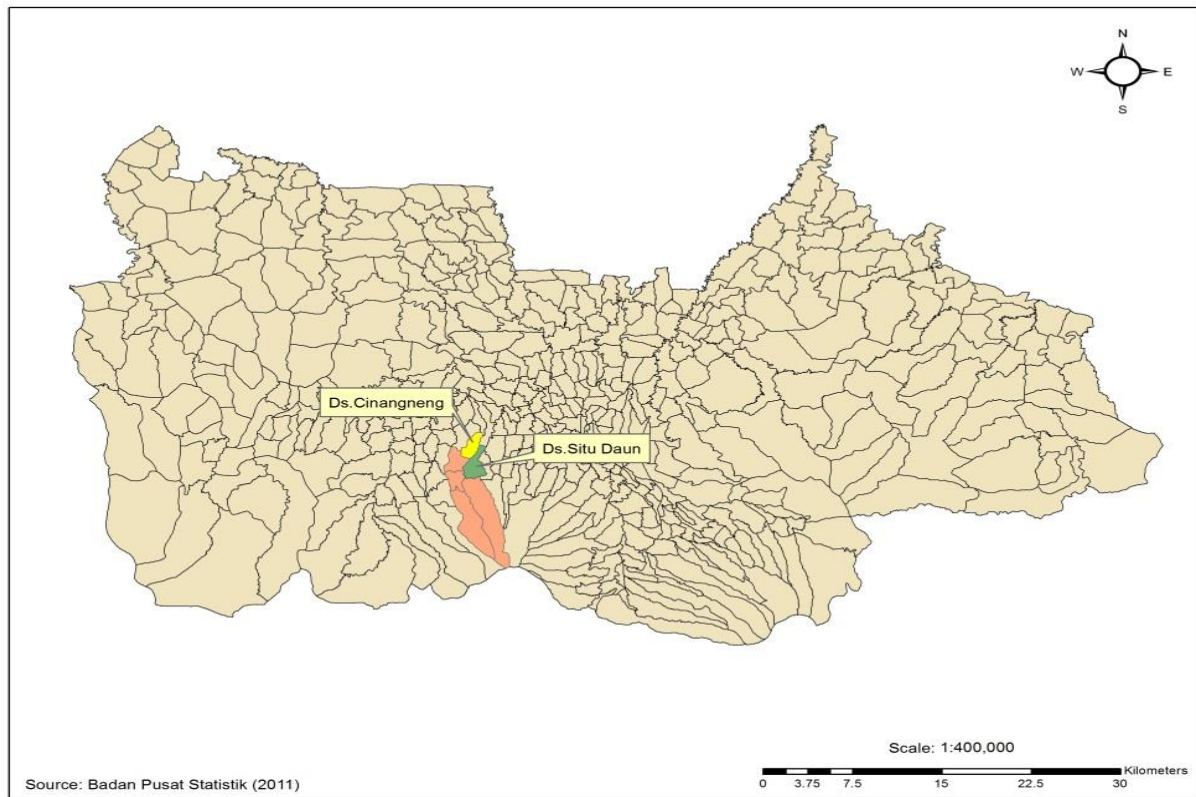 N
W E
S
Ds.Cinangneng
Ds.Situ Daun
Scale: 1:400,000
Kilometers
0 3.75 7.5 15 22.5 30
Source: Badan Pusat Statistik (2011)